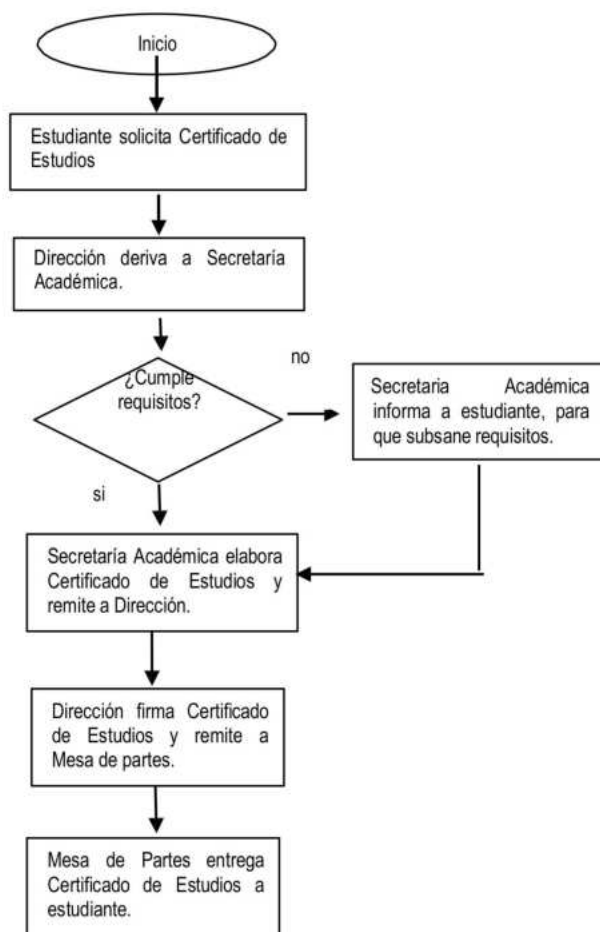 Inicio
Estudiante solicita Certificado de
Estudios
Dirección deriva a Secretaría
Académica.
¿Cumple
requisitos?
no
Secretaria Académica
informa a estudiante, para
que subsane requisitos.
si
Secretaría Académica elabora
Certificado de Estudios y
remite a Dirección.
Dirección firma Certificado
de Estudios y remite a
Mesa de partes.
Mesa de Partes entrega
Certificado de Estudios a
estudiante.